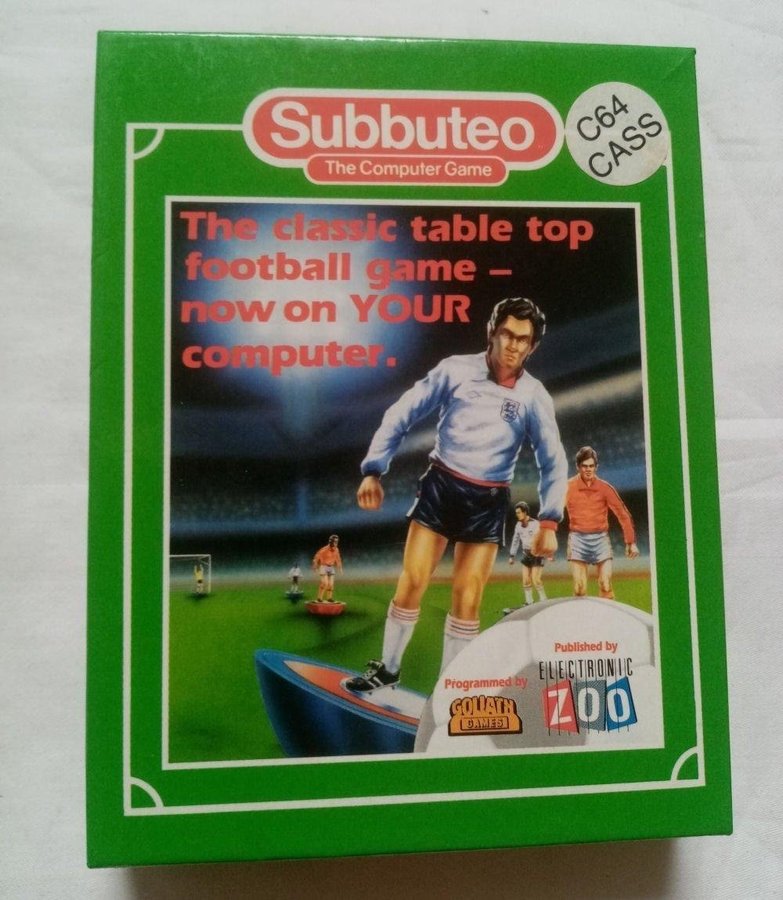 Subbuteo
The Computer Game
C64
CASS
The classic table top
football game –
now on YOUR
computer.
Programmed by
GOLIATH
GAMES
Published by
ELECTRONIC
ZOO